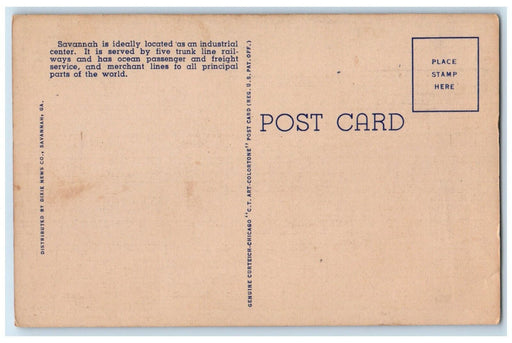 Savannah is ideally located as an industrial
center. It is served by five trunk line rail-
ways and has ocean passenger and freight
service, and merchant lines to all principal
parts of the world.
DISTRIBUTED BY DIXIE NEWS CO., SAVANNAH, GA.
GENUINE CURTEICH-CHICAGO "C.T. ART-COLORTONE" POST CARD (REG. U.S. PAT. OFF.)
POST CARD
PLACE
STAMP
HERE